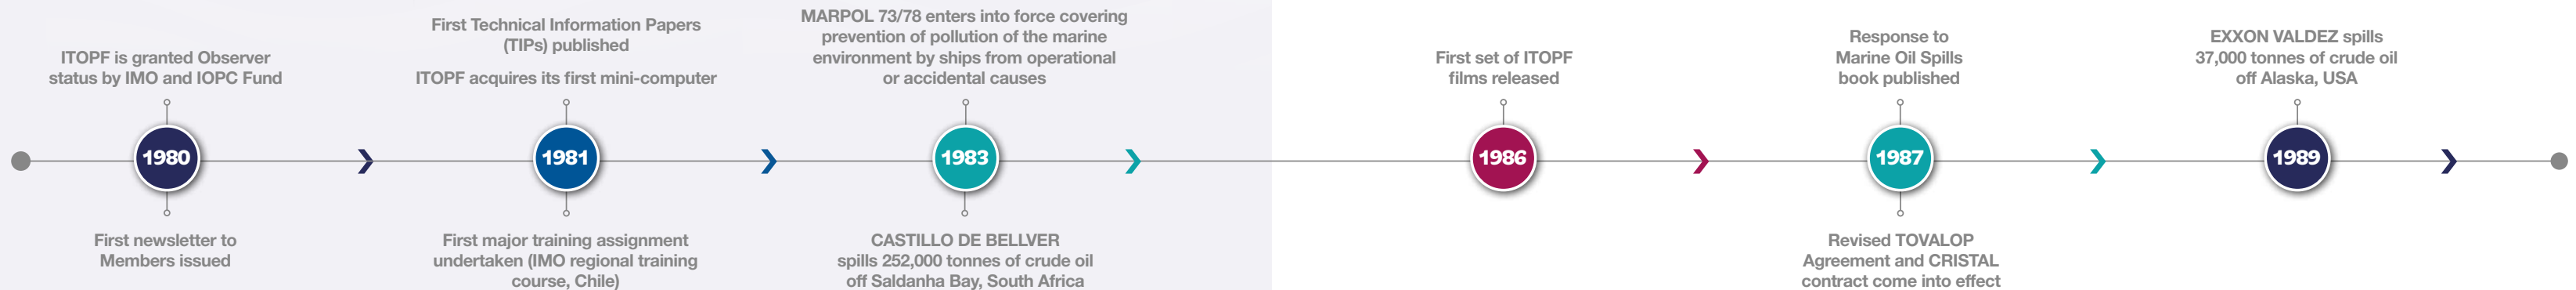 ITOPF is granted Observer
status by IMO and IOPC Fund
1980
First newsletter to
Members issued
First Technical Information Papers
(TIPs) published
ITOPF acquires its first mini-computer
1981
First major training assignment
undertaken (IMO regional training
course, Chile)
MARPOL 73/78 enters into force covering
prevention of pollution of the marine
environment by ships from operational
or accidental causes
1983
CASTILLO DE BELLVER
spills 252,000 tonnes of crude oil
off Saldanha Bay, South Africa
First set of ITOPF
films released
1986
Response to
Marine Oil Spills
book published
1987
Revised TOVALOP
Agreement and CRISTAL
contract come into effect
EXXON VALDEZ spills
37,000 tonnes of crude oil
off Alaska, USA
1989